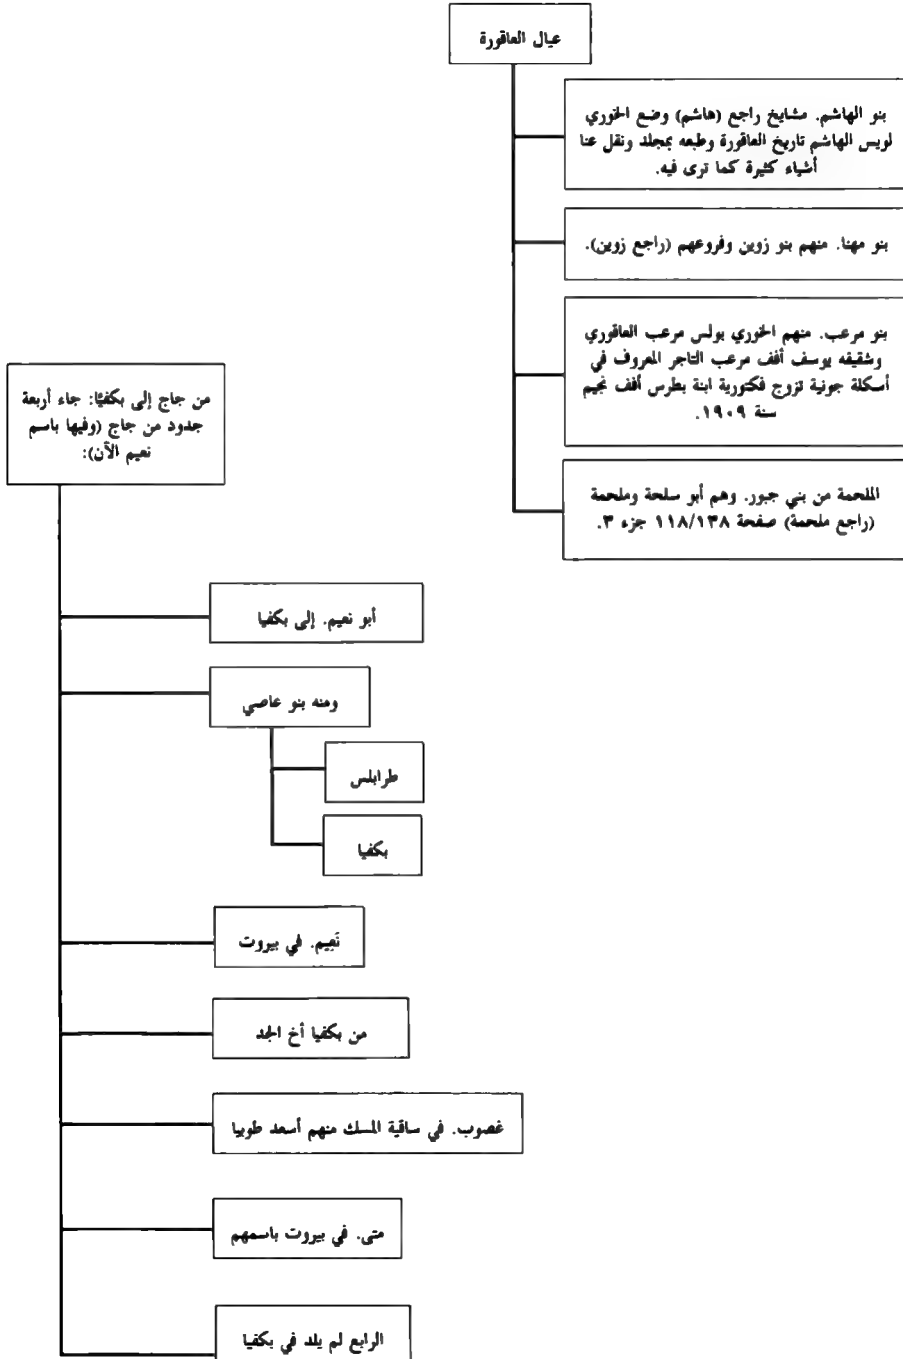 عيال العاقورة
بنو الهاشم. مشايخ راجع (هاشم) وضع الخوري
لويس الهاشم تاريخ العاقورة وطبعه بمجلد ونقل عنا
أشياء كثيرة كما ترى فيه.
بنو مهنا. منهم بنو زوين وفروعهم (راجع زوين).
بنو مرعب. منهم الخوري بولس مرعب العاقوري
وشقيقه يوسف أفف مرعب التاجر المعروف في
أسكلة جونية تزوج فكتورية ابنة بطرس أفف نجيم
سنة ١٩٠٩.
الملحمة من بني جبور. وهم أبو سلحة وملحمة
(راجع ملحمة) صفحة ١١٨/١٣٨ جزء ٣.
من جاج إلى بكفيّا: جاء أربعة
جدود من جاج (وفيها باسم
نعيم الآن):
أبو نعيم. إلى بكفيا
ومنه بنو عاصي
طرابلس
بكفيا
نَعِيم. في بيروت
من بكفيا أخ الجد
غصوب. في ساقية المسك منهم أسعد طوبيا
متى. في بيروت باسمهم
الرابع لم يلد في بكفيا